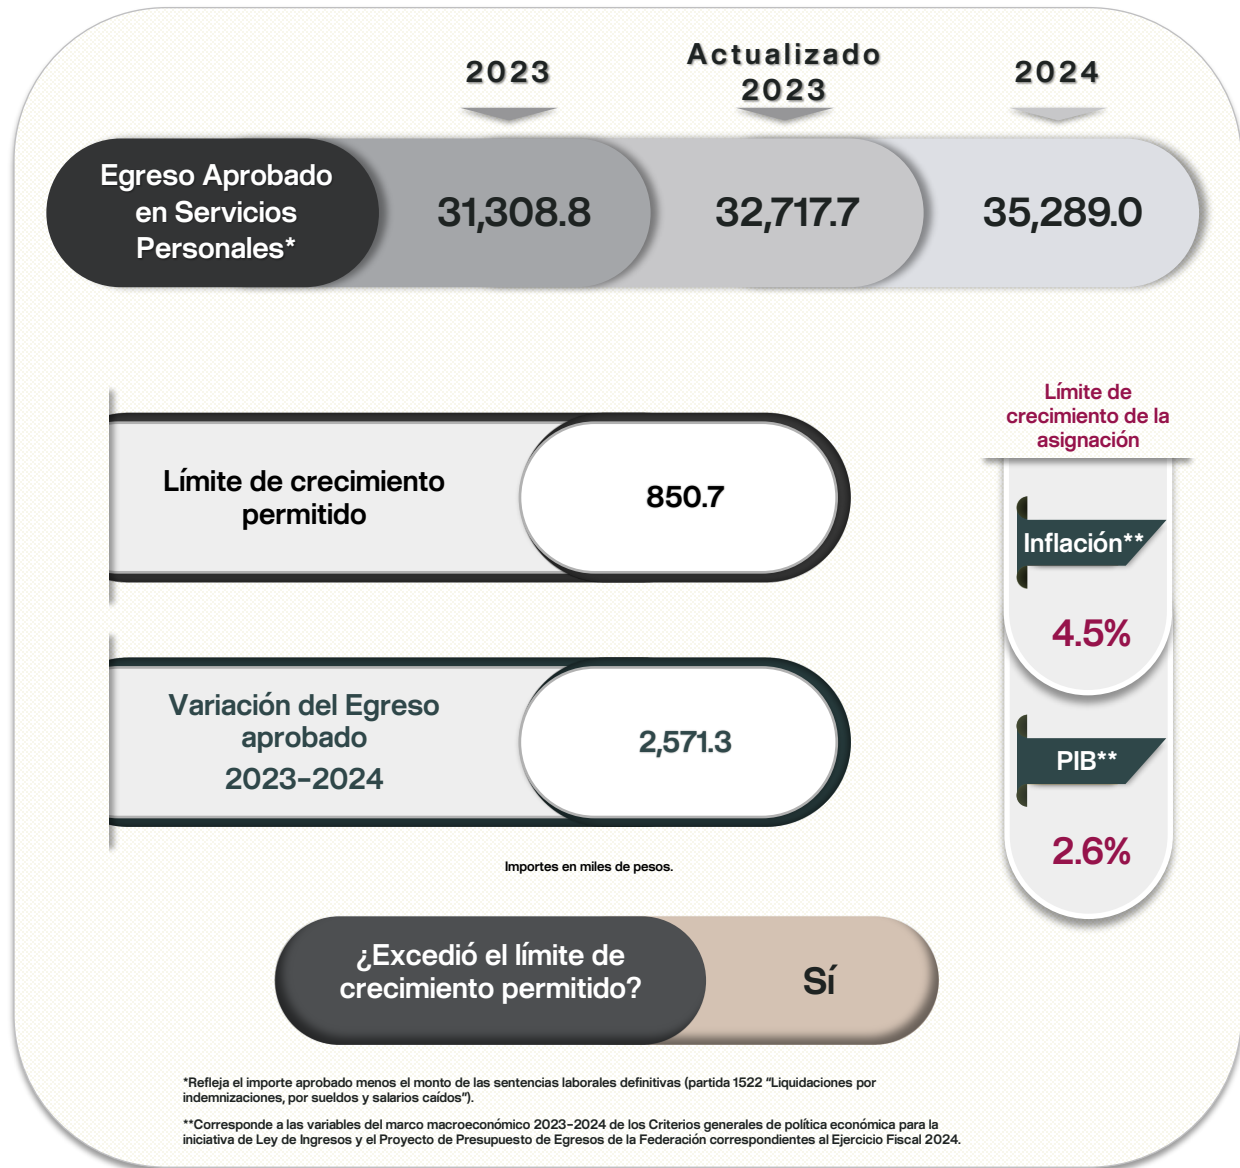 2023
Actualizado
2023
2024
Egreso Aprobado
en Servicios
Personales*
31,308.8
32,717.7
35,289.0
Límite de crecimiento
permitido
850.7
Variación del Egreso
aprobado
2023-2024
2,571.3
Importes en miles de pesos.
Límite de
crecimiento de la
asignación
Inflación**
4.5%
PIB**
2.6%
¿Excedió el límite de
crecimiento permitido?
Sí
*Refleja el importe aprobado menos el monto de las sentencias laborales definitivas (partida 1522 "Liquidaciones por
indemnizaciones, por sueldos y salarios caídos").
**Corresponde a las variables del marco macroeconómico 2023-2024 de los Criterios generales de política económica para la
iniciativa de Ley de Ingresos y el Proyecto de Presupuesto de Egresos de la Federación correspondientes al Ejercicio Fiscal 2024.